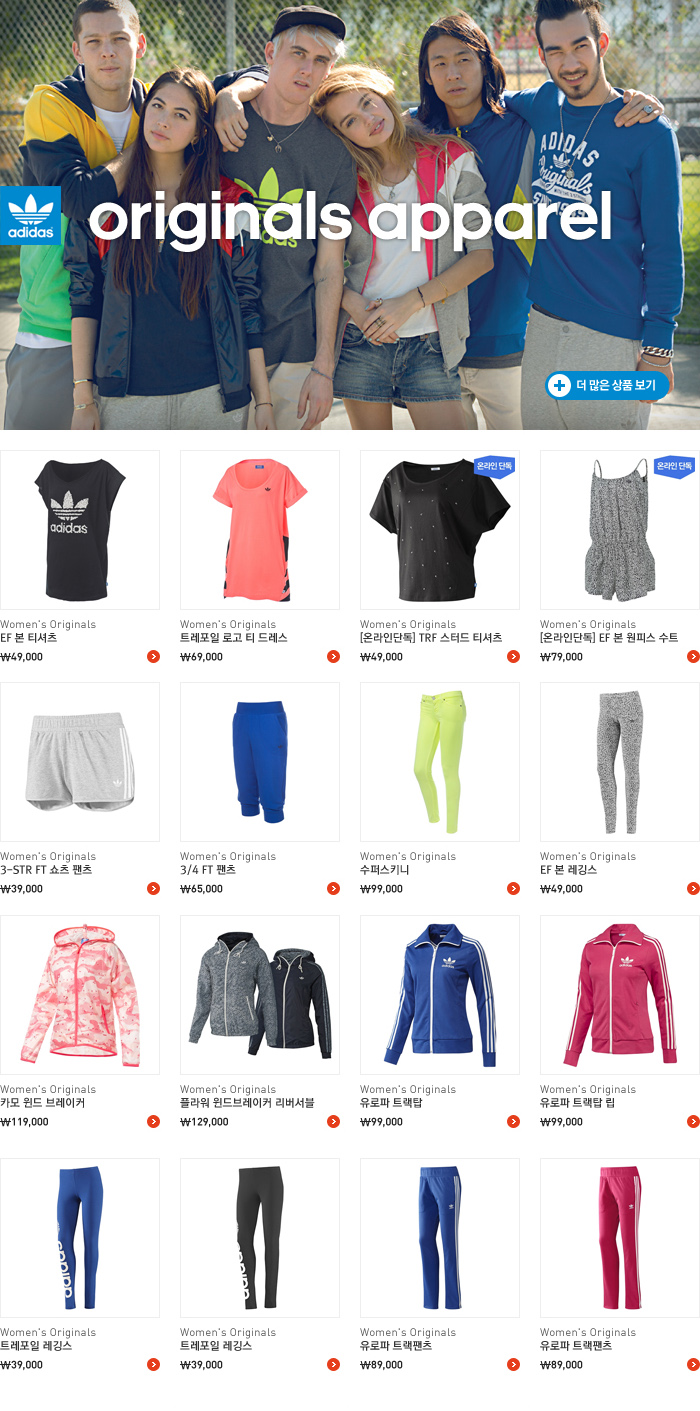 ADIDAS
Originals
SINCE
adidas
adidas
originals apparel
더 많은 상품 보기
온라인 단독
온라인 단독
adidas
Women's Originals
EF 본 티셔츠
₩49,000
Women's Originals
트레포일 로고 티 드레스
₩69,000
Women's Originals
[온라인단독] TRF 스터드 티셔츠
₩49,000
Women's Originals
[온라인단독] EF 본 원피스 수트
₩79,000
Women's Originals
3-STR FT 쇼츠 팬츠
₩39,000
Women's Originals
3/4 FT 팬츠
₩65,000
Women's Originals
수퍼스키니
₩99,000
Women's Originals
EF 본 레깅스
₩49,000
Women's Originals
카모 윈드 브레이커
₩119,000
Women's Originals
플라워 윈드브레이커 리버서블
₩129,000
Women's Originals
유로파 트랙탑
₩99,000
Women's Originals
유로파 트랙탑 립
₩99,000
adidas
adidas
Women's Originals
트레포일 레깅스
₩39,000
Women's Originals
트레포일 레깅스
₩39,000
Women's Originals
유로파 트랙팬츠
₩89,000
Women's Originals
유로파 트랙팬츠
₩89,000